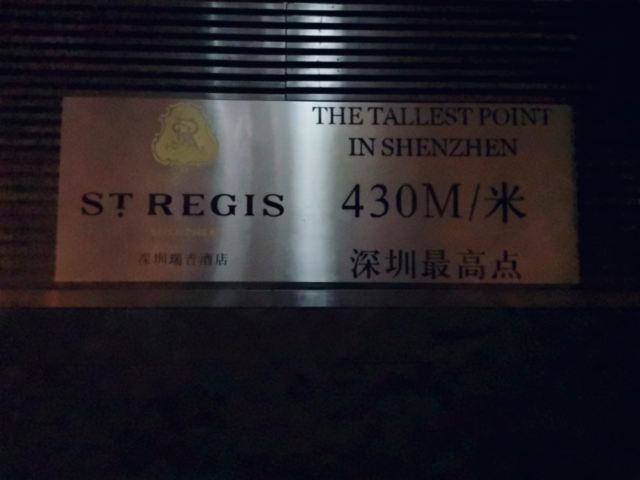 ST. REGIS
深圳瑞吉酒店
THE TALLEST POINT
IN SHENZHEN
430M/米
深圳最高点